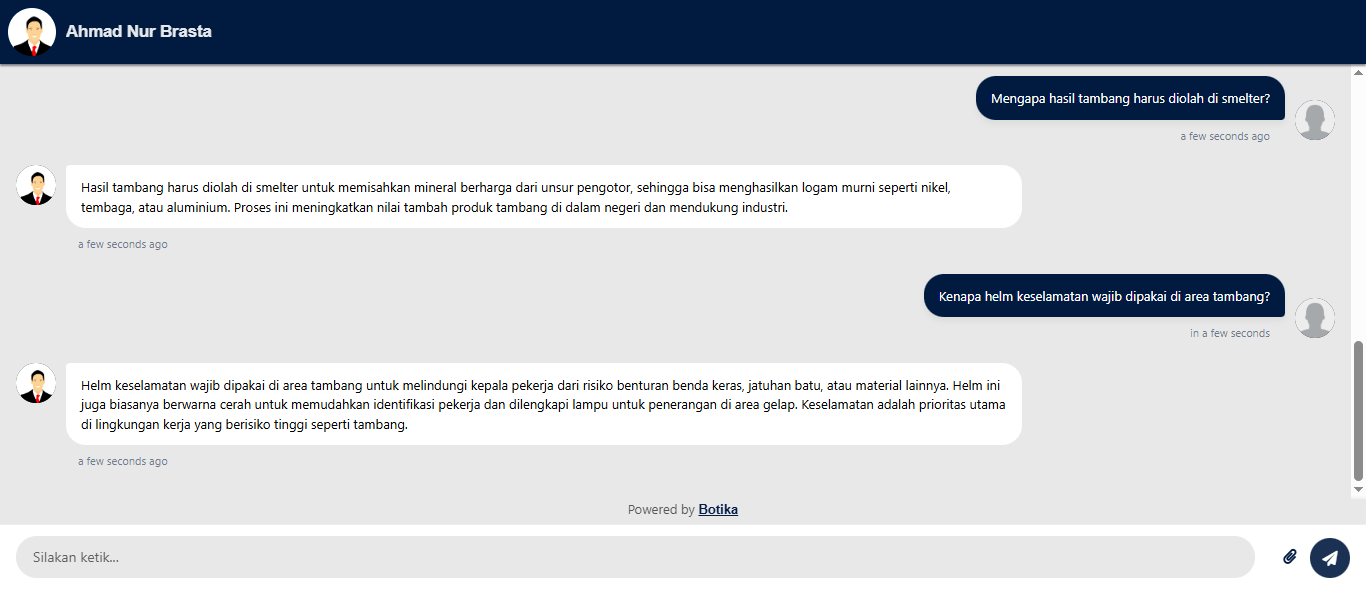 Ahmad Nur Brasta
Mengapa hasil tambang harus diolah di smelter?
a few seconds ago
Hasil tambang harus diolah di smelter untuk memisahkan mineral berharga dari unsur pengotor, sehingga bisa menghasilkan logam murni seperti nikel,
tembaga, atau aluminium. Proses ini meningkatkan nilai tambah produk tambang di dalam negeri dan mendukung industri.
a few seconds ago
Kenapa helm keselamatan wajib dipakai di area tambang?
in a few seconds
Helm keselamatan wajib dipakai di area tambang untuk melindungi kepala pekerja dari risiko benturan benda keras, jatuhan batu, atau material lainnya. Helm ini
juga biasanya berwarna cerah untuk memudahkan identifikasi pekerja dan dilengkapi lampu untuk penerangan di area gelap. Keselamatan adalah prioritas utama
di lingkungan kerja yang berisiko tinggi seperti tambang.
a few seconds ago
Powered by Botika
Silakan ketik...